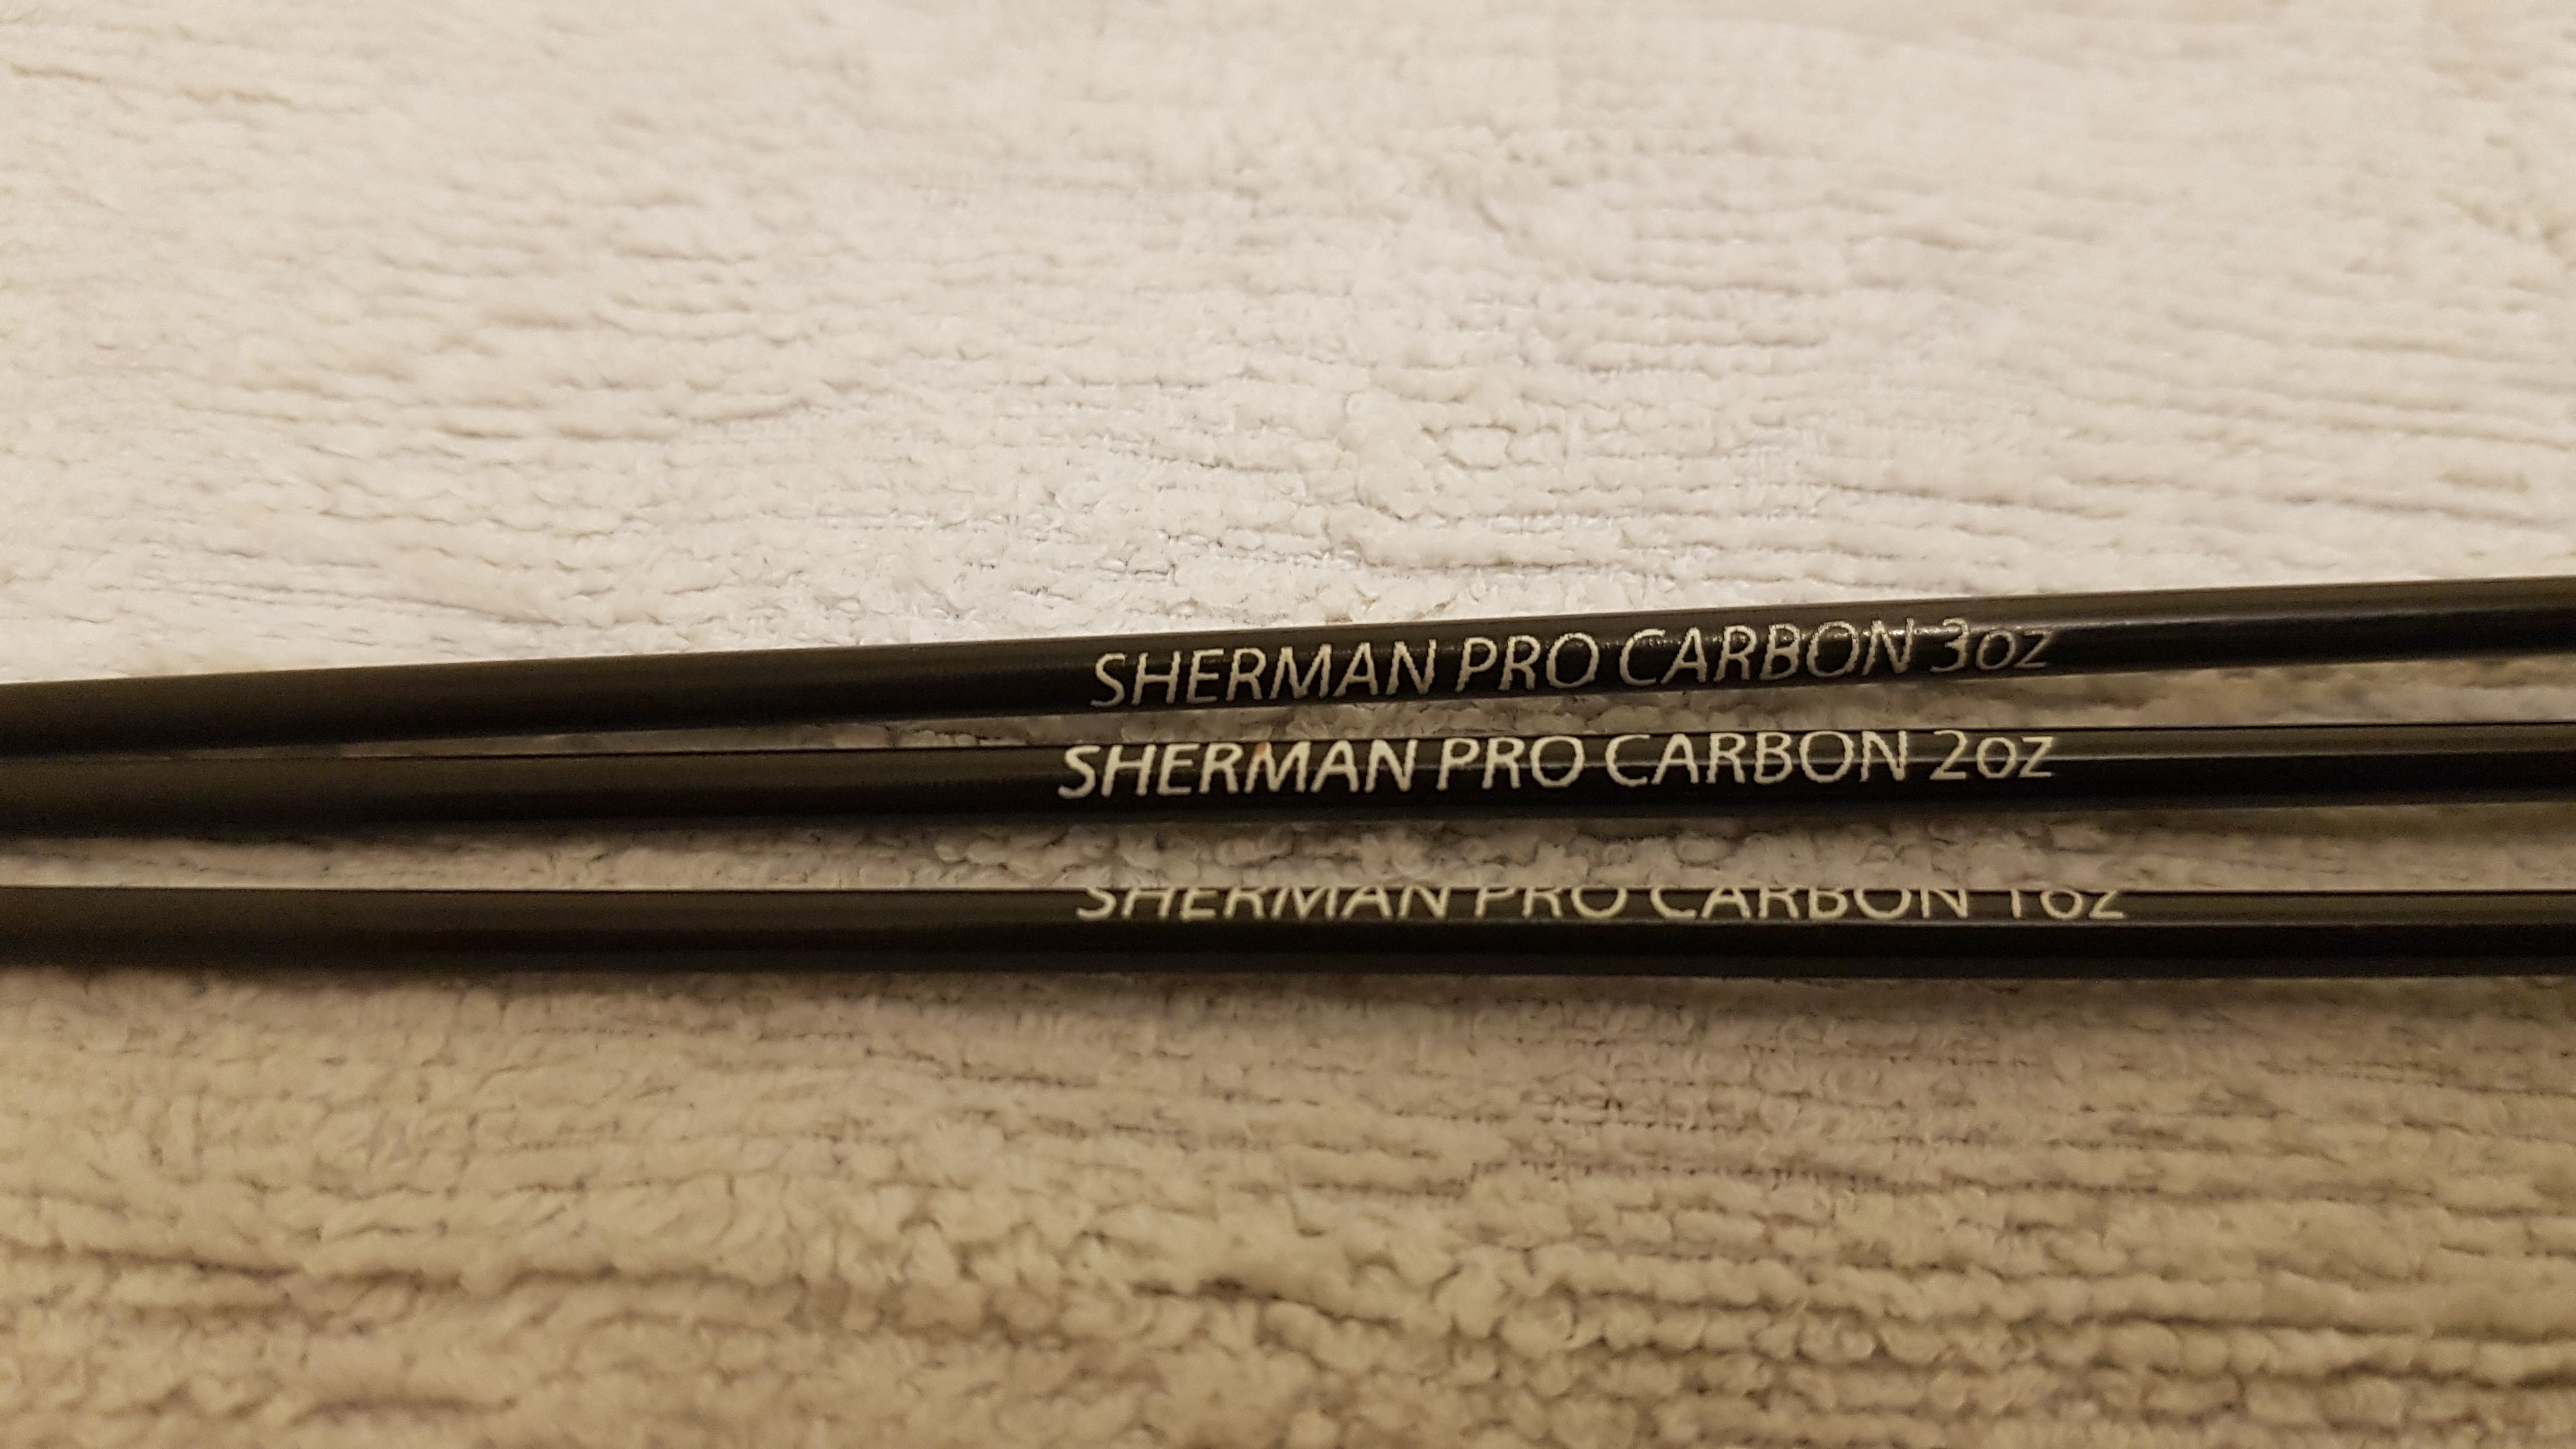 SHERMAN PRO CARBON 3oz
SHERMAN PRO CARBON 2oz
SHERMAN PRO CARBON 1oz